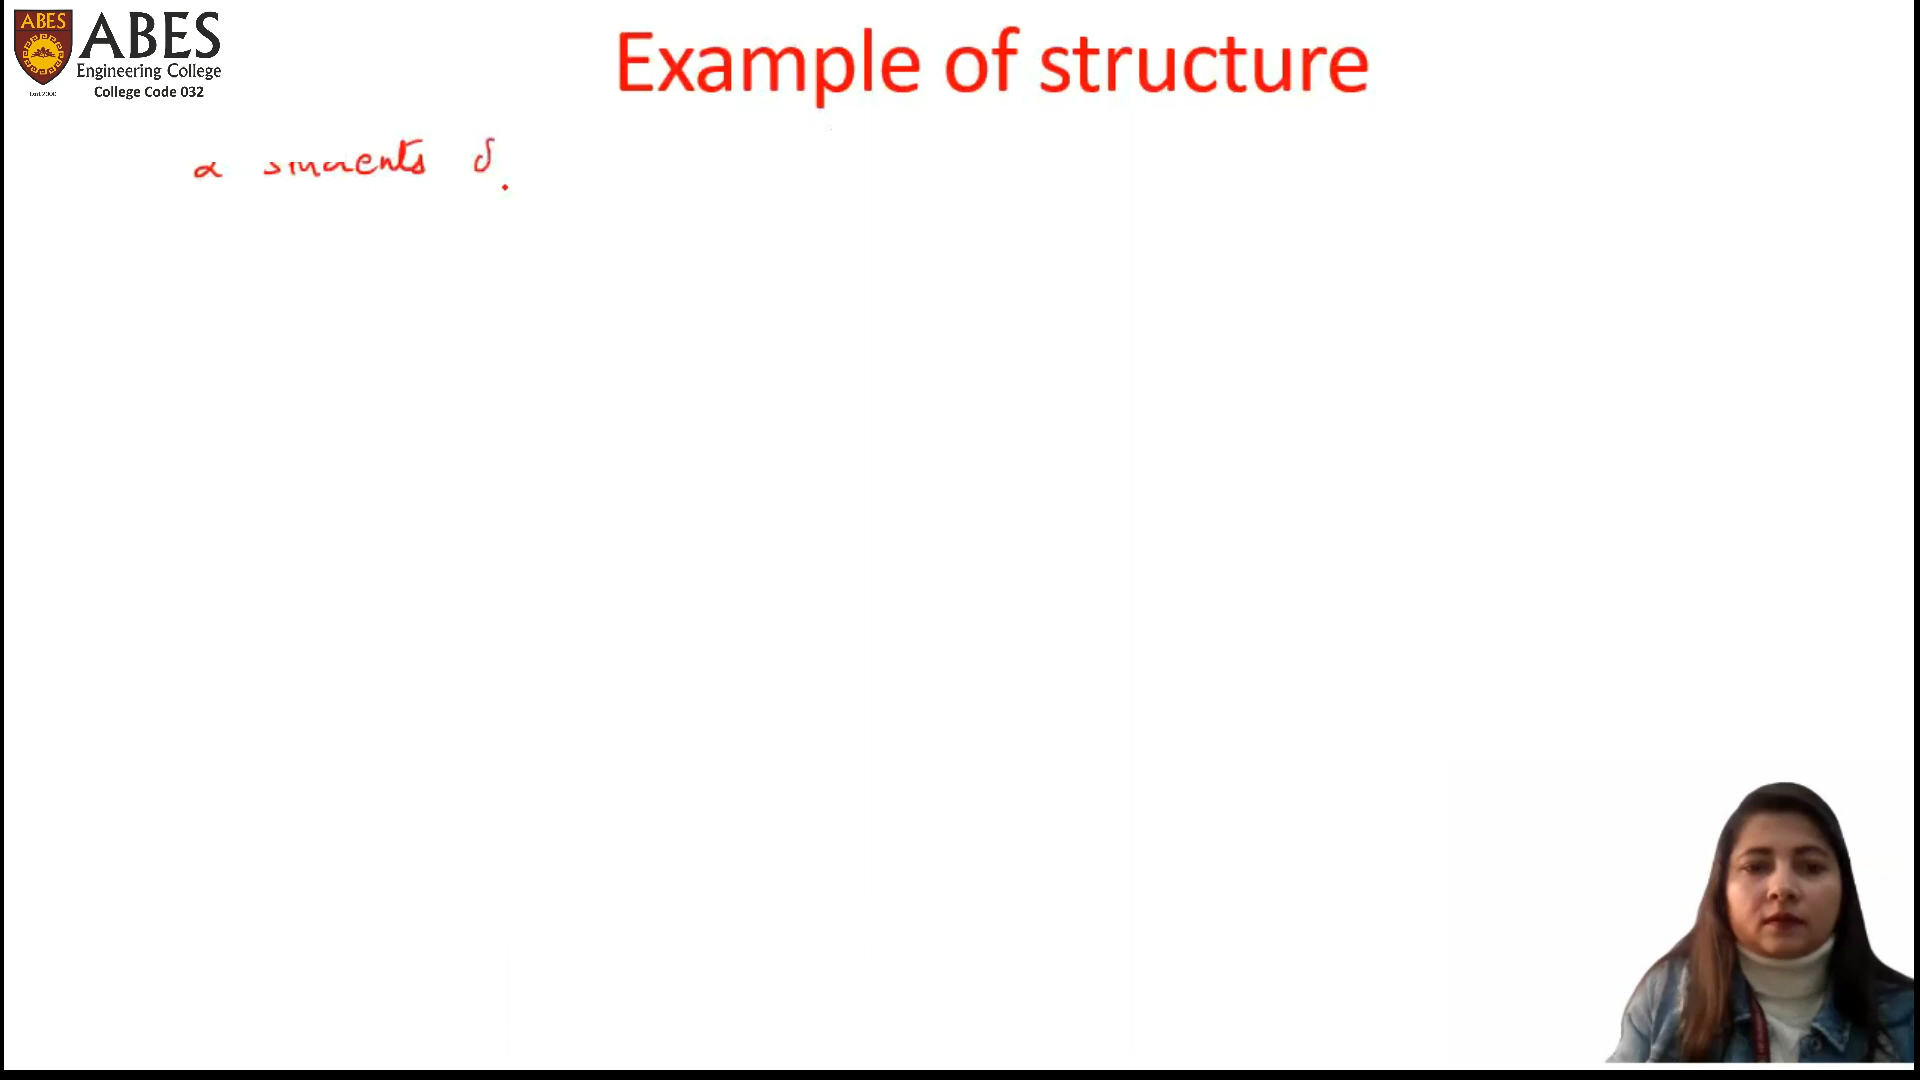 ABES
ABES
Engineering College
College Code 032
Example of structure
students